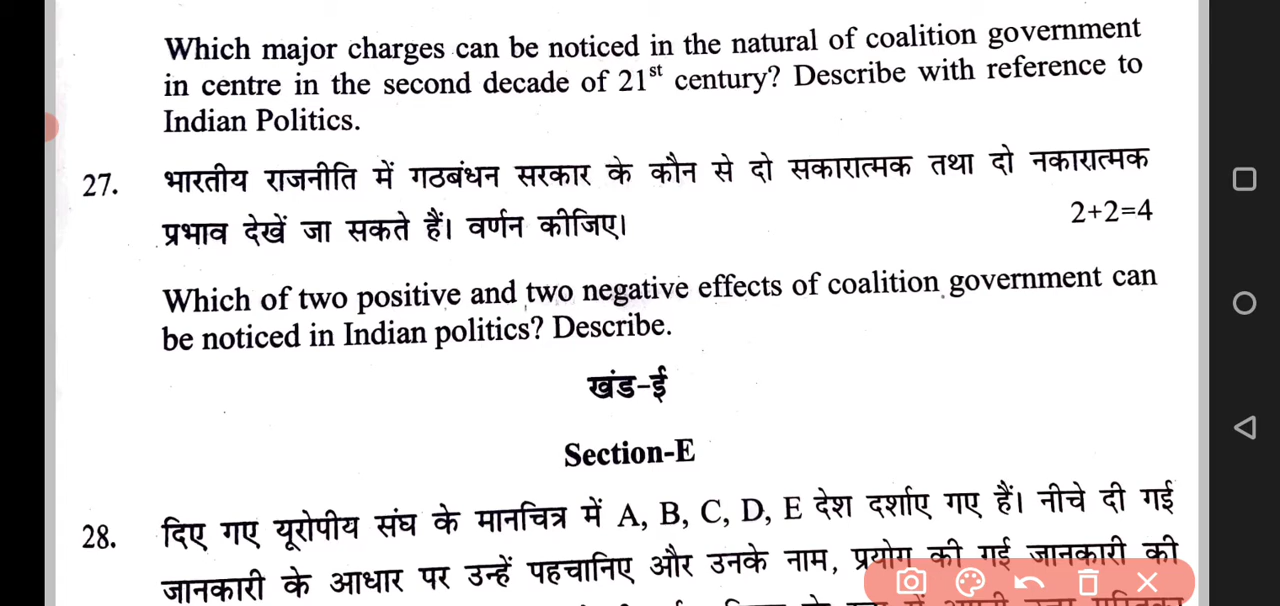 Which major charges can be noticed in the natural of coalition government
in centre in the second decade of 21st century? Describe with reference to
Indian Politics.
27. भारतीय राजनीति में गठबंधन सरकार के कौन से दो सकारात्मक तथा दो नकारात्मक
प्रभाव देखें जा सकते हैं। वर्णन कीजिए। 2+2=4
Which of two positive and two negative effects of coalition government can
be noticed in Indian politics? Describe.
खंड-ई
Section-E
28. दिए गए यूरोपीय संघ के मानचित्र में A, B, C, D, E देश दर्शाए गए हैं। नीचे दी गई
जानकारी के आधार पर उन्हें पहचानिए और उनके नाम, प्रयोग की गई जानकारी की